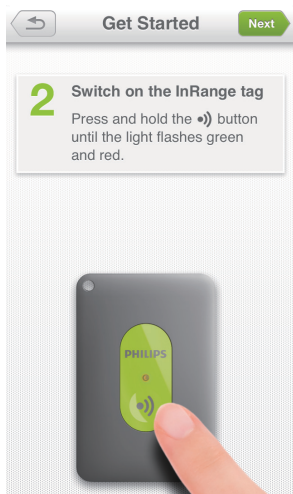 Get Started
Next
2
Switch on the InRange tag
Press and hold the •)) button
until the light flashes green
and red.
PHILIPS